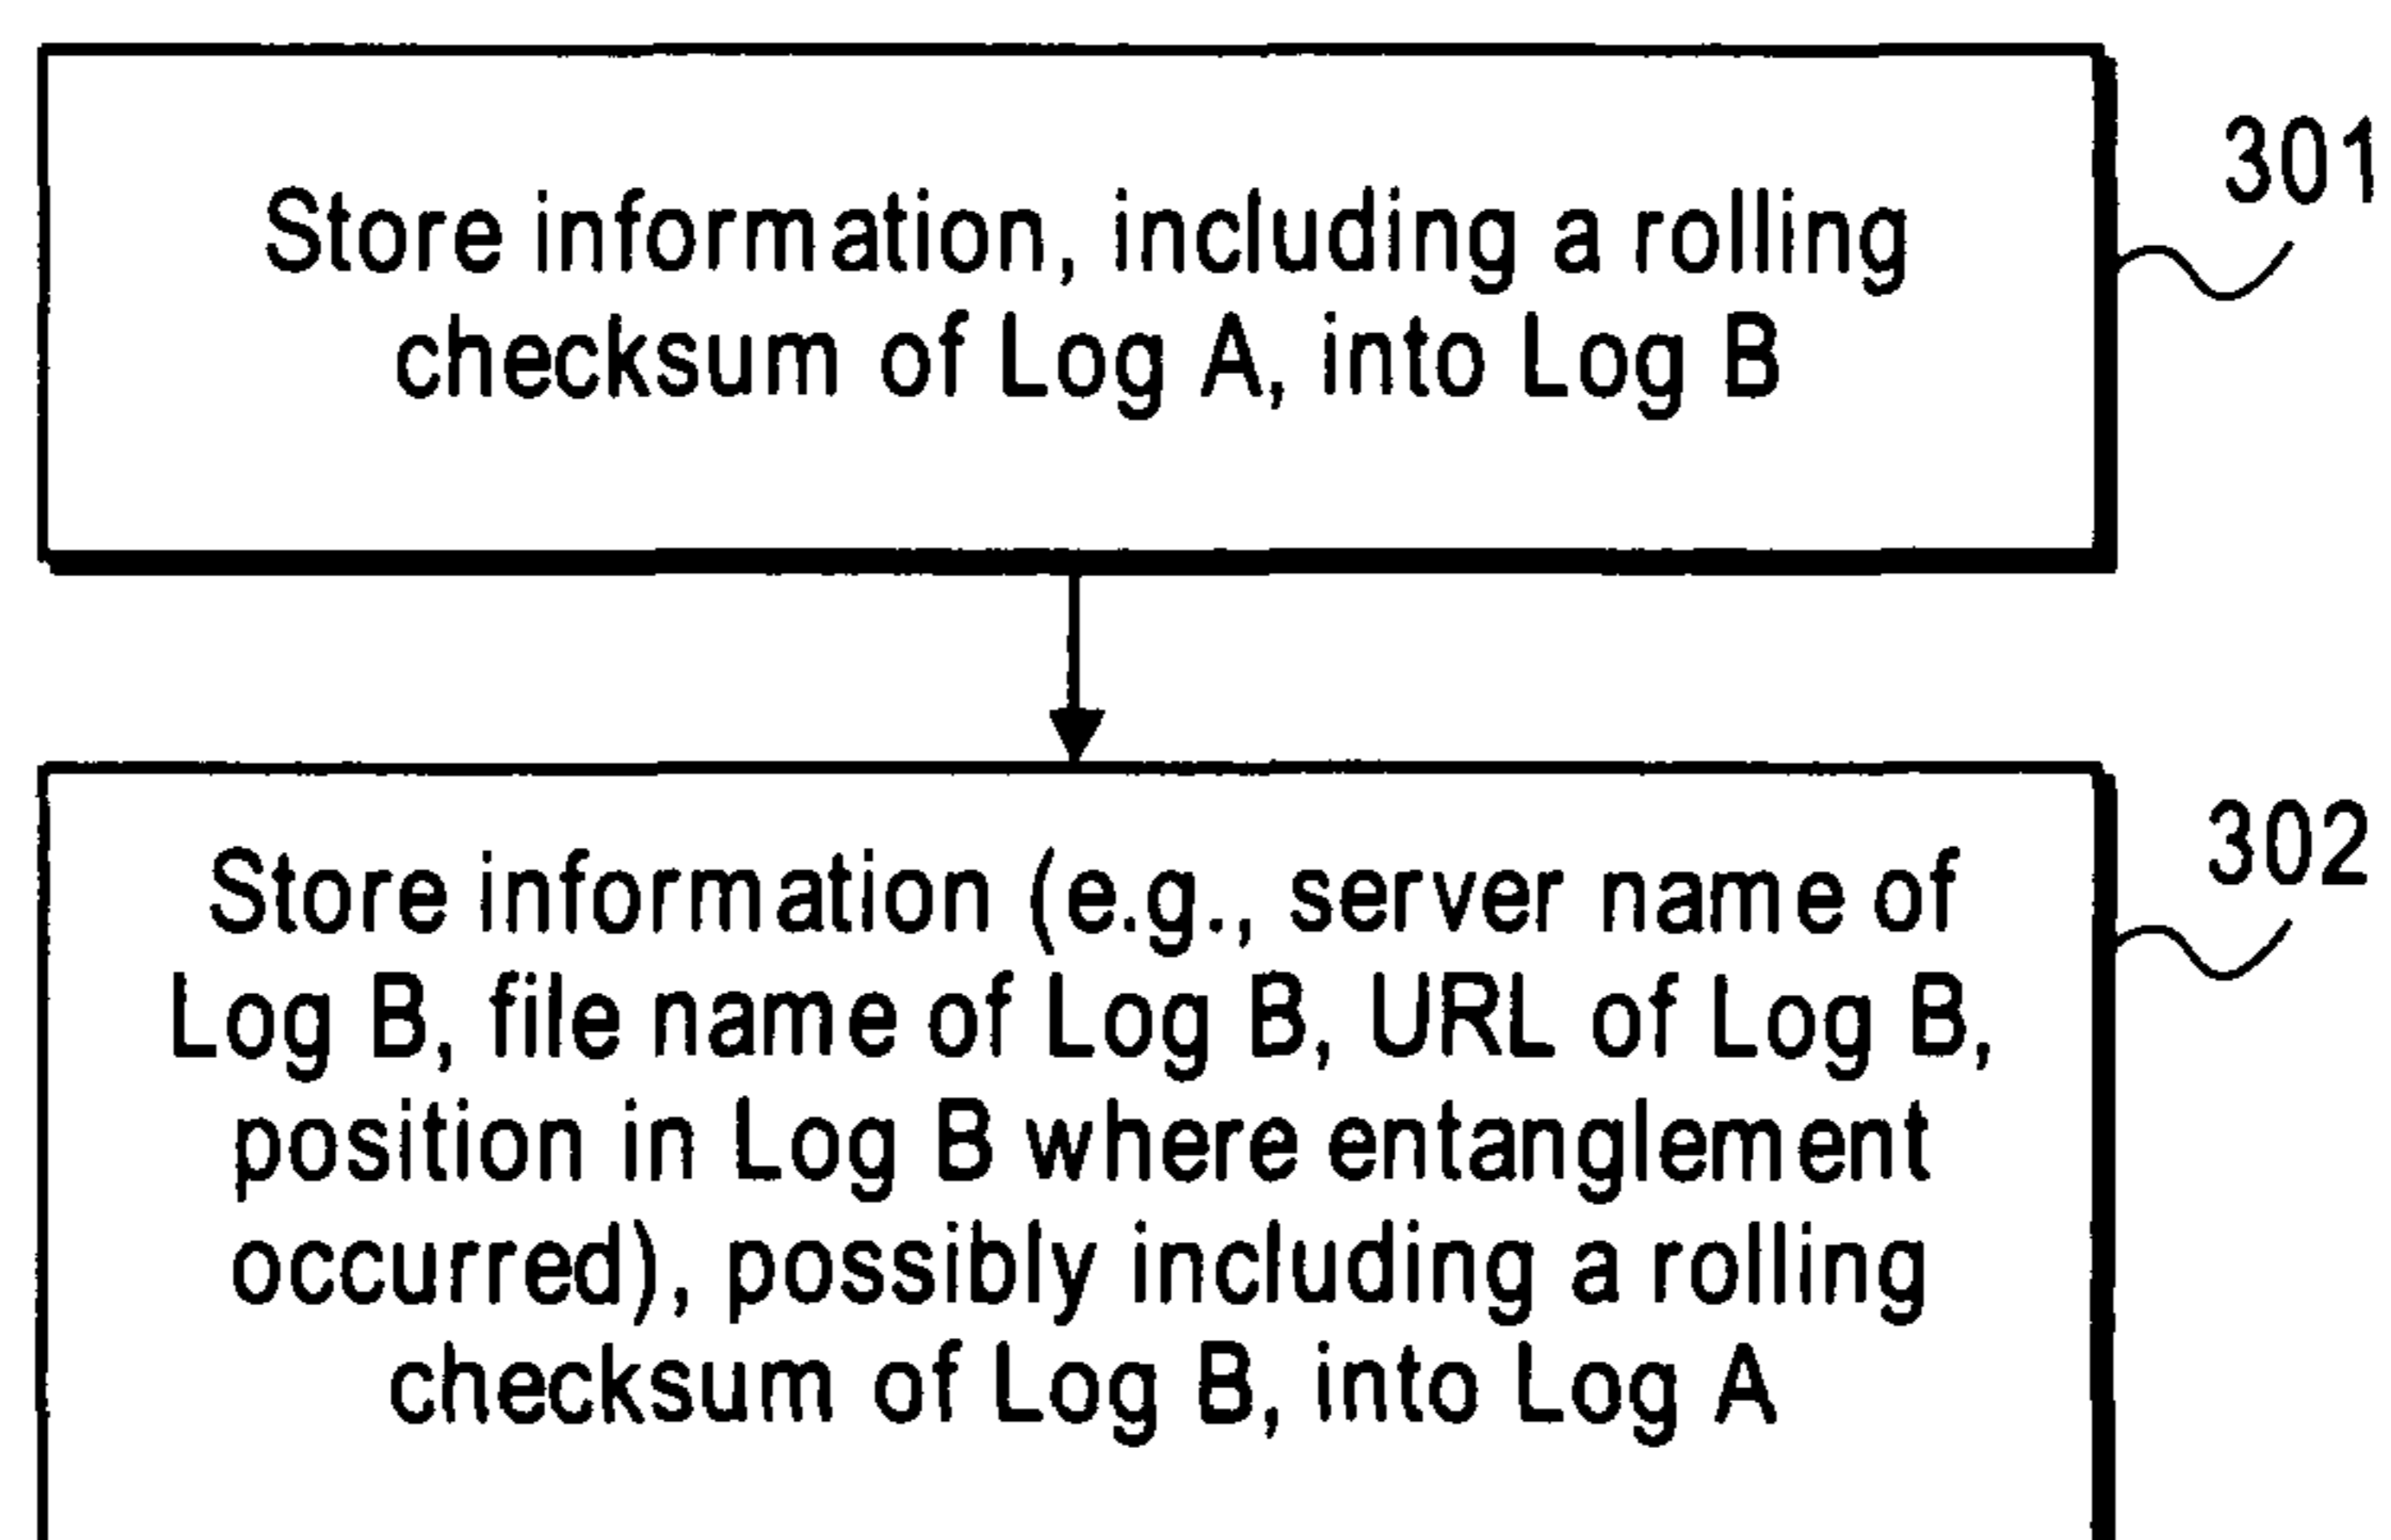 301
Store information, including a rolling
checksum of Log A, into Log B
302
Store information (e.g., server name of
Log B, file name of Log B, URL of Log B,
position in Log B where entanglement
occurred), possibly including a rolling
checksum of Log B, into Log A